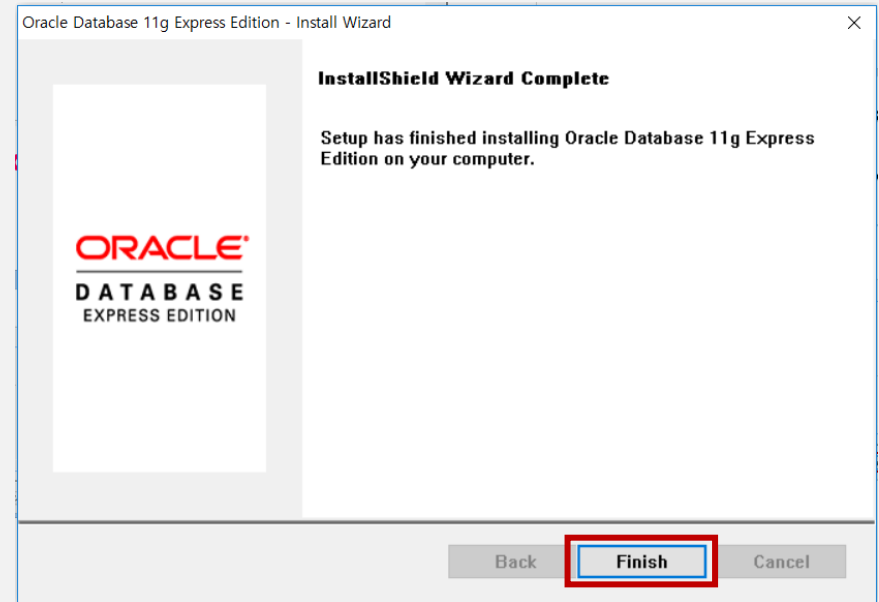 Oracle Database 11g Express Edition - Install Wizard
InstallShield Wizard Complete
Setup has finished installing Oracle Database 11g Express
Edition on your computer.
ORACLE
DATABASE
EXPRESS EDITION
Back
Finish
Cancel